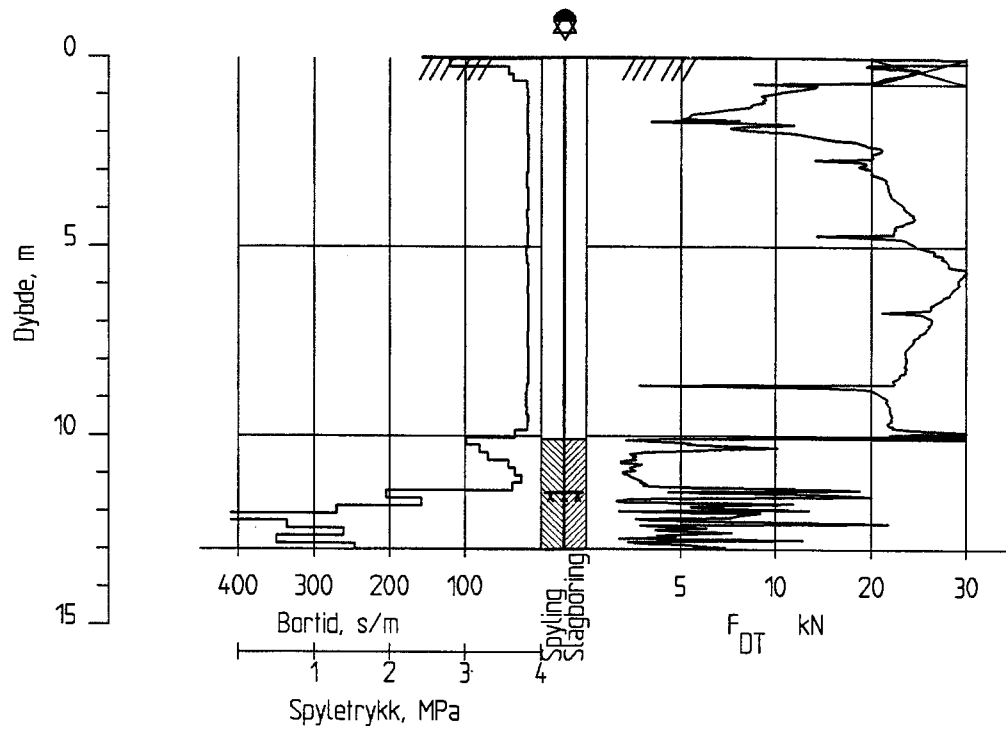 0
5
10
15
Dybde, m
400 300 200 100
Bortid, s/m
1 2 3 4
Spyletrykk, MPa
Spyling
Slagboring
5 10 20 30
FDT kN